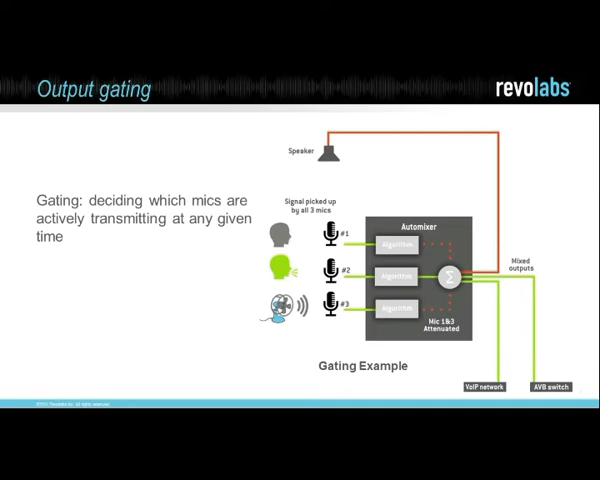 Output gating
revolabs
Speaker
Gating: deciding which mics are
actively transmitting at any given
time
Signal picked up
by all 3 mics
#1
#2
#3
Automixer
Algorithm
Algorithm
Algorithm
Σ
Mic 1&3
Attenuated
Mixed
outputs
Gating Example
VoIP network
AVB switch